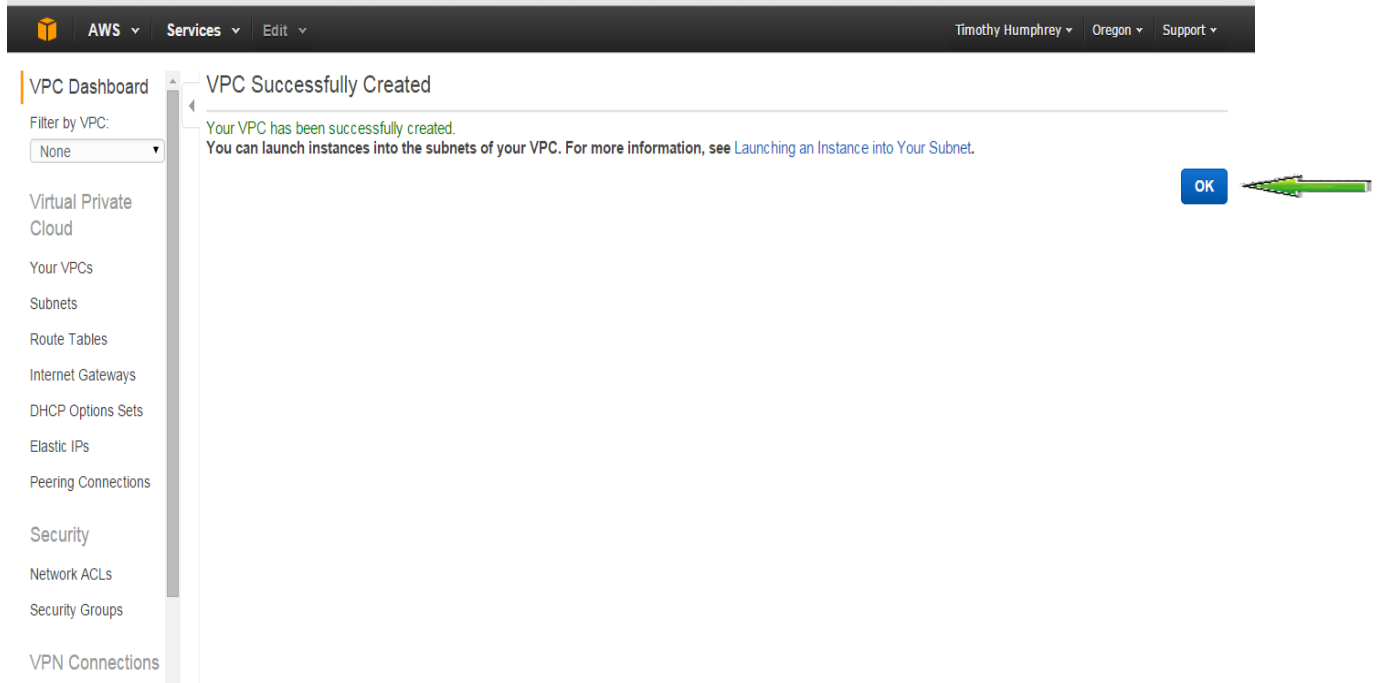 AWS Services Edit Timothy Humphrey Oregon Support
VPC Dashboard
Filter by VPC:
None
Virtual Private
Cloud
Your VPCs
Subnets
Route Tables
Internet Gateways
DHCP Options Sets
Elastic IPs
Peering Connections
Security
Network ACLs
Security Groups
VPN Connections
VPC Successfully Created
Your VPC has been successfully created.
You can launch instances into the subnets of your VPC. For more information, see Launching an Instance into Your Subnet.
OK